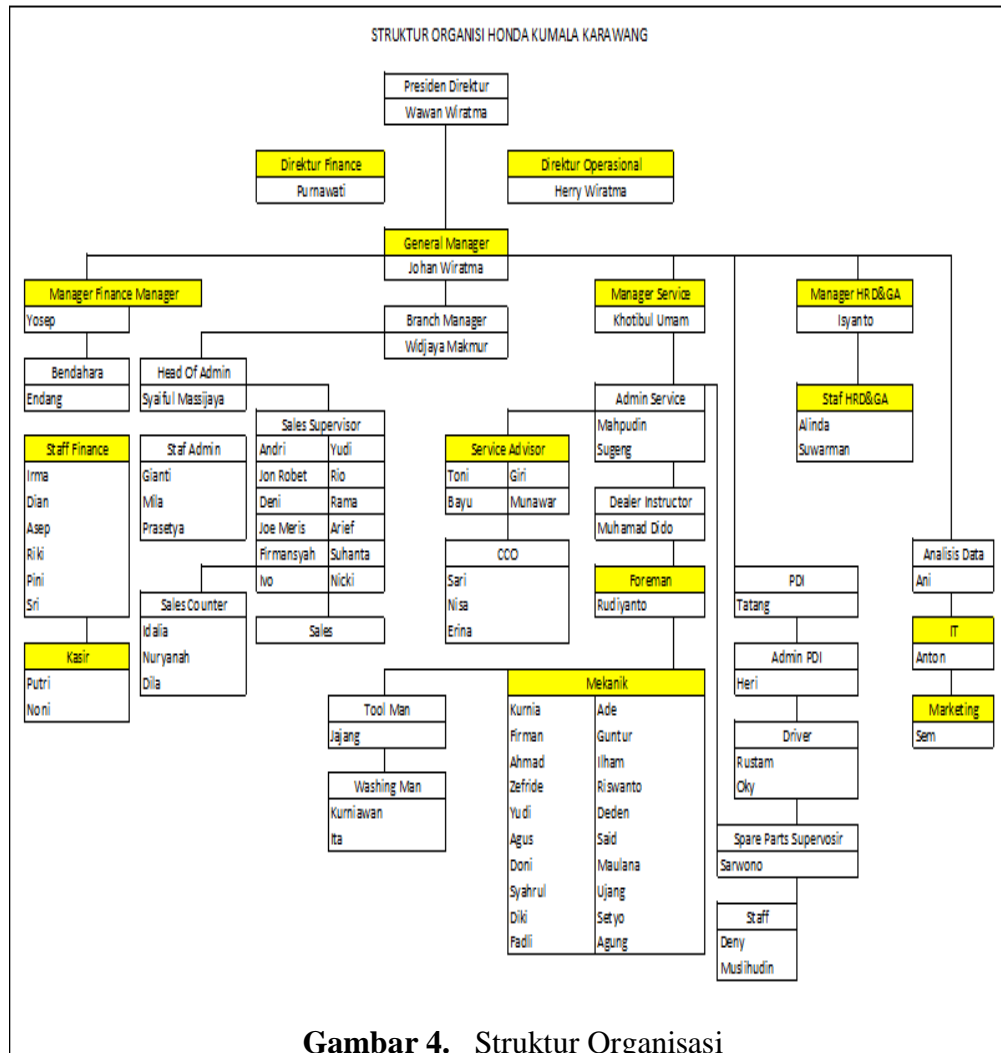 STRUKTUR ORGANISI HONDA KUMALA KARAWANG
Presiden Direktur
Wawan Wiratma
Direktur Finance
Purnawati
Direktur Operasional
Herry Wiratma
General Manager
Johan Wiratma
Manager Finance Manager
Yosep
Branch Manager
Widjaya Makmur
Manager Service
Khotibul Umam
Manager HRD&GA
Isyanto
Bendahara
Endang
Head Of Admin
Syaiful Massijaya
Admin Service
Mahpudin
Sugeng
Staf HRD&GA
Alinda
Suwarman
Staff Finance
Irma
Dian
Asep
Riki
Pini
Sri
Staf Admin
Gianti
Mila
Prasetya
Sales Supervisor
Andri Yudi
Jon Robet Rio
Deni Rama
Joe Meris Arief
Firmansyah Suhanta
Ivo Nicki
Service Advisor
Toni Giri
Bayu Munawar
Dealer Instructor
Muhamad Dido
CCO
Sari
Nisa
Erina
Foreman
Rudiyanto
PDI
Tatang
Analisis Data
Ani
Sales Counter
Idalia
Nuryanah
Dila
Sales
Admin PDI
Heri
IT
Anton
Kasir
Putri
Noni
Tool Man
Jajang
Washing Man
Kurniawan
Ita
Mekanik
Kurnia Ade
Firman Guntur
Ahmad Ilham
Zefride Riswanto
Yudi Deden
Agus Said
Doni Maulana
Syahrul Ujang
Diki Setyo
Fadli Agung
Driver
Rustam
Oky
Marketing
Sem
Spare Parts Supervosir
Sarwono
Staff
Deny
Muslihudin
Gambar 4. Struktur Organisasi